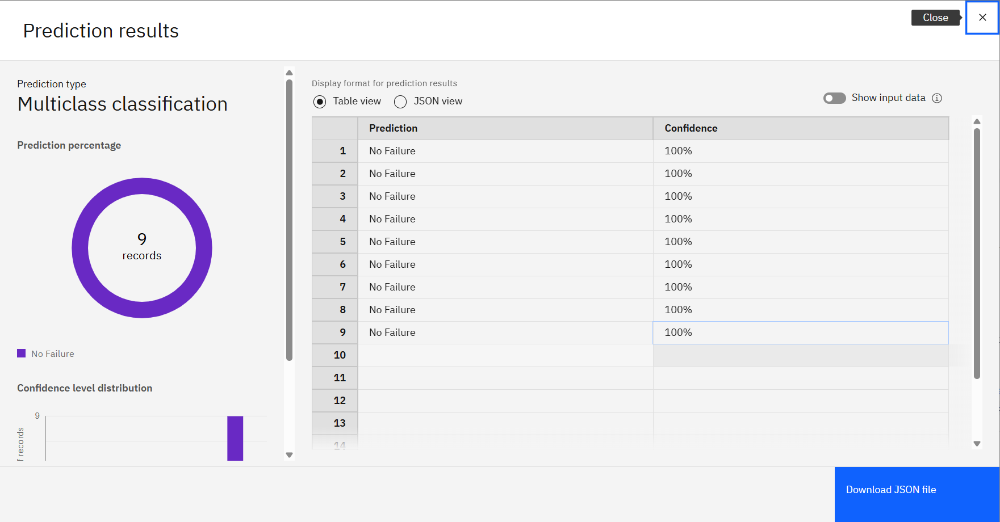 Prediction results
Close
Prediction type
Multiclass classification
Prediction percentage
9
records
No Failure
Confidence level distribution
9
f records
Display format for prediction results
Table view JSON view
Show input data
Prediction Confidence
1 No Failure 100%
2 No Failure 100%
3 No Failure 100%
4 No Failure 100%
5 No Failure 100%
6 No Failure 100%
7 No Failure 100%
8 No Failure 100%
9 No Failure 100%
10
11
12
13
14
Download JSON file